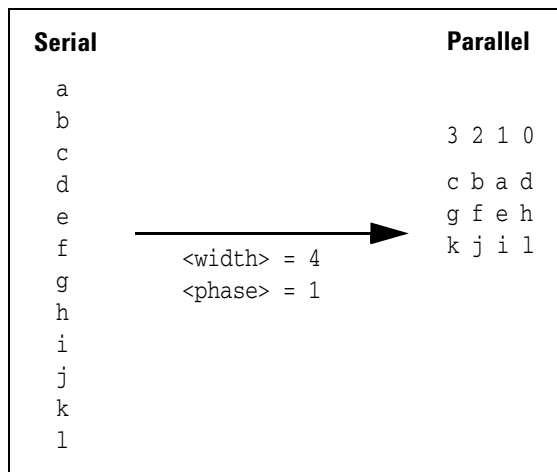 Serial
a
b
c
d
e
f
g
h
i
j
k
l
<width> = 4
<phase> = 1
Parallel
3 2 1 0
c b a d
g f e h
k j i l